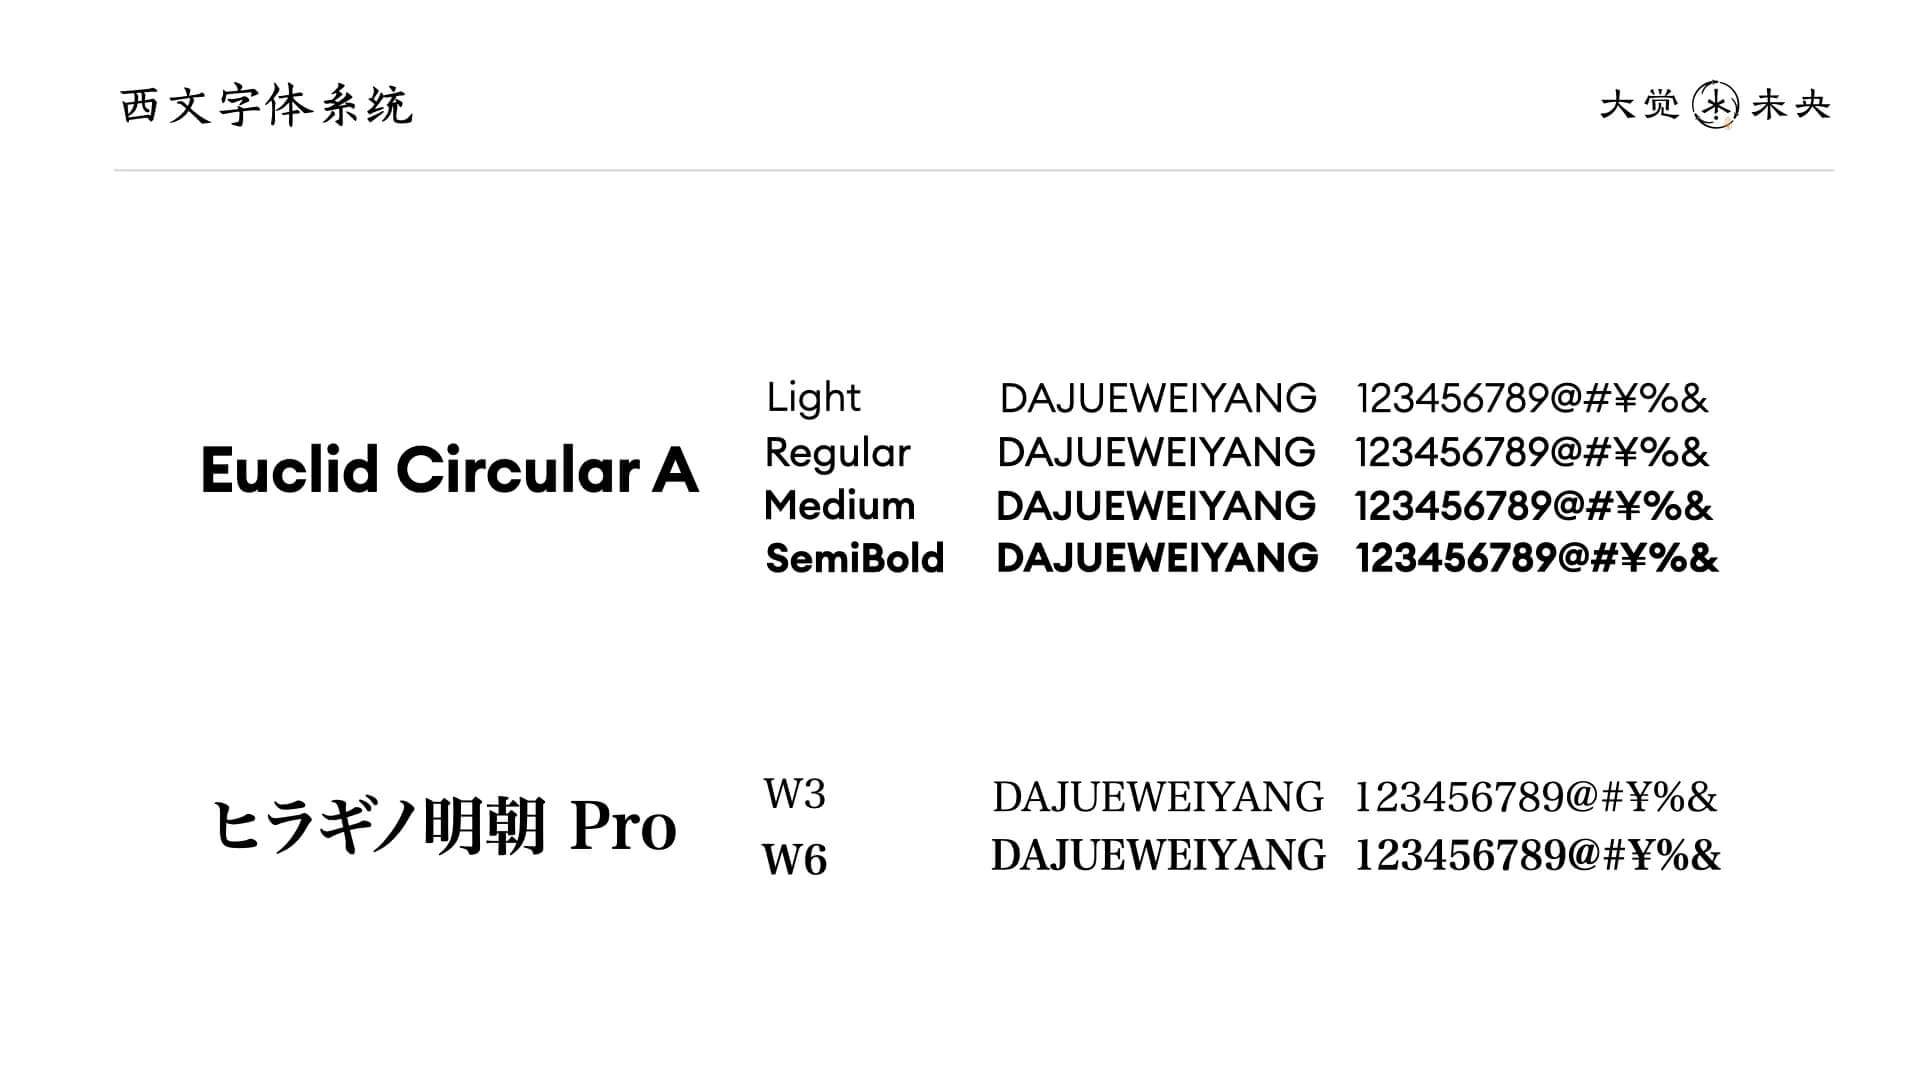 西文字体系统
大觉 未央
Euclid Circular A
Light DAJUEWEIYANG 123456789@#¥%&
Regular DAJUEWEIYANG 123456789@#¥%&
Medium DAJUEWEIYANG 123456789@#¥%&
SemiBold DAJUEWEIYANG 123456789@#¥%&
ヒラギノ明朝 Pro
W3 DAJUEWEIYANG 123456789@#¥%&
W6 DAJUEWEIYANG 123456789@#¥%&